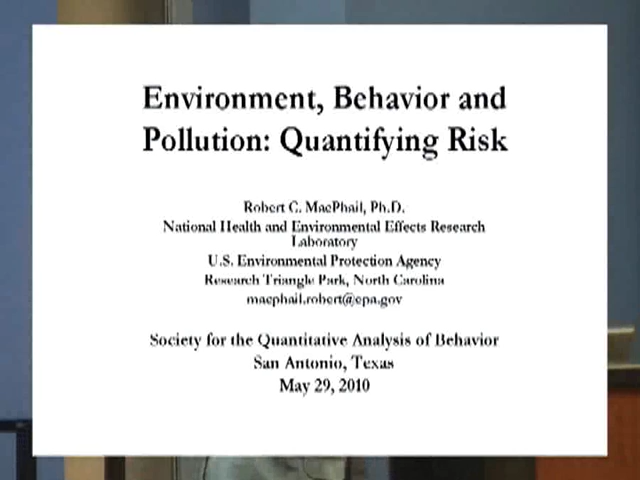 Environment, Behavior and
Pollution: Quantifying Risk
Robert C. MacPhail, Ph.D.
National Health and Environmental Effects Research
Laboratory
U.S. Environmental Protection Agency
Research Triangle Park, North Carolina
macphail.robert@epa.gov
Society for the Quantitative Analysis of Behavior
San Antonio, Texas
May 29, 2010